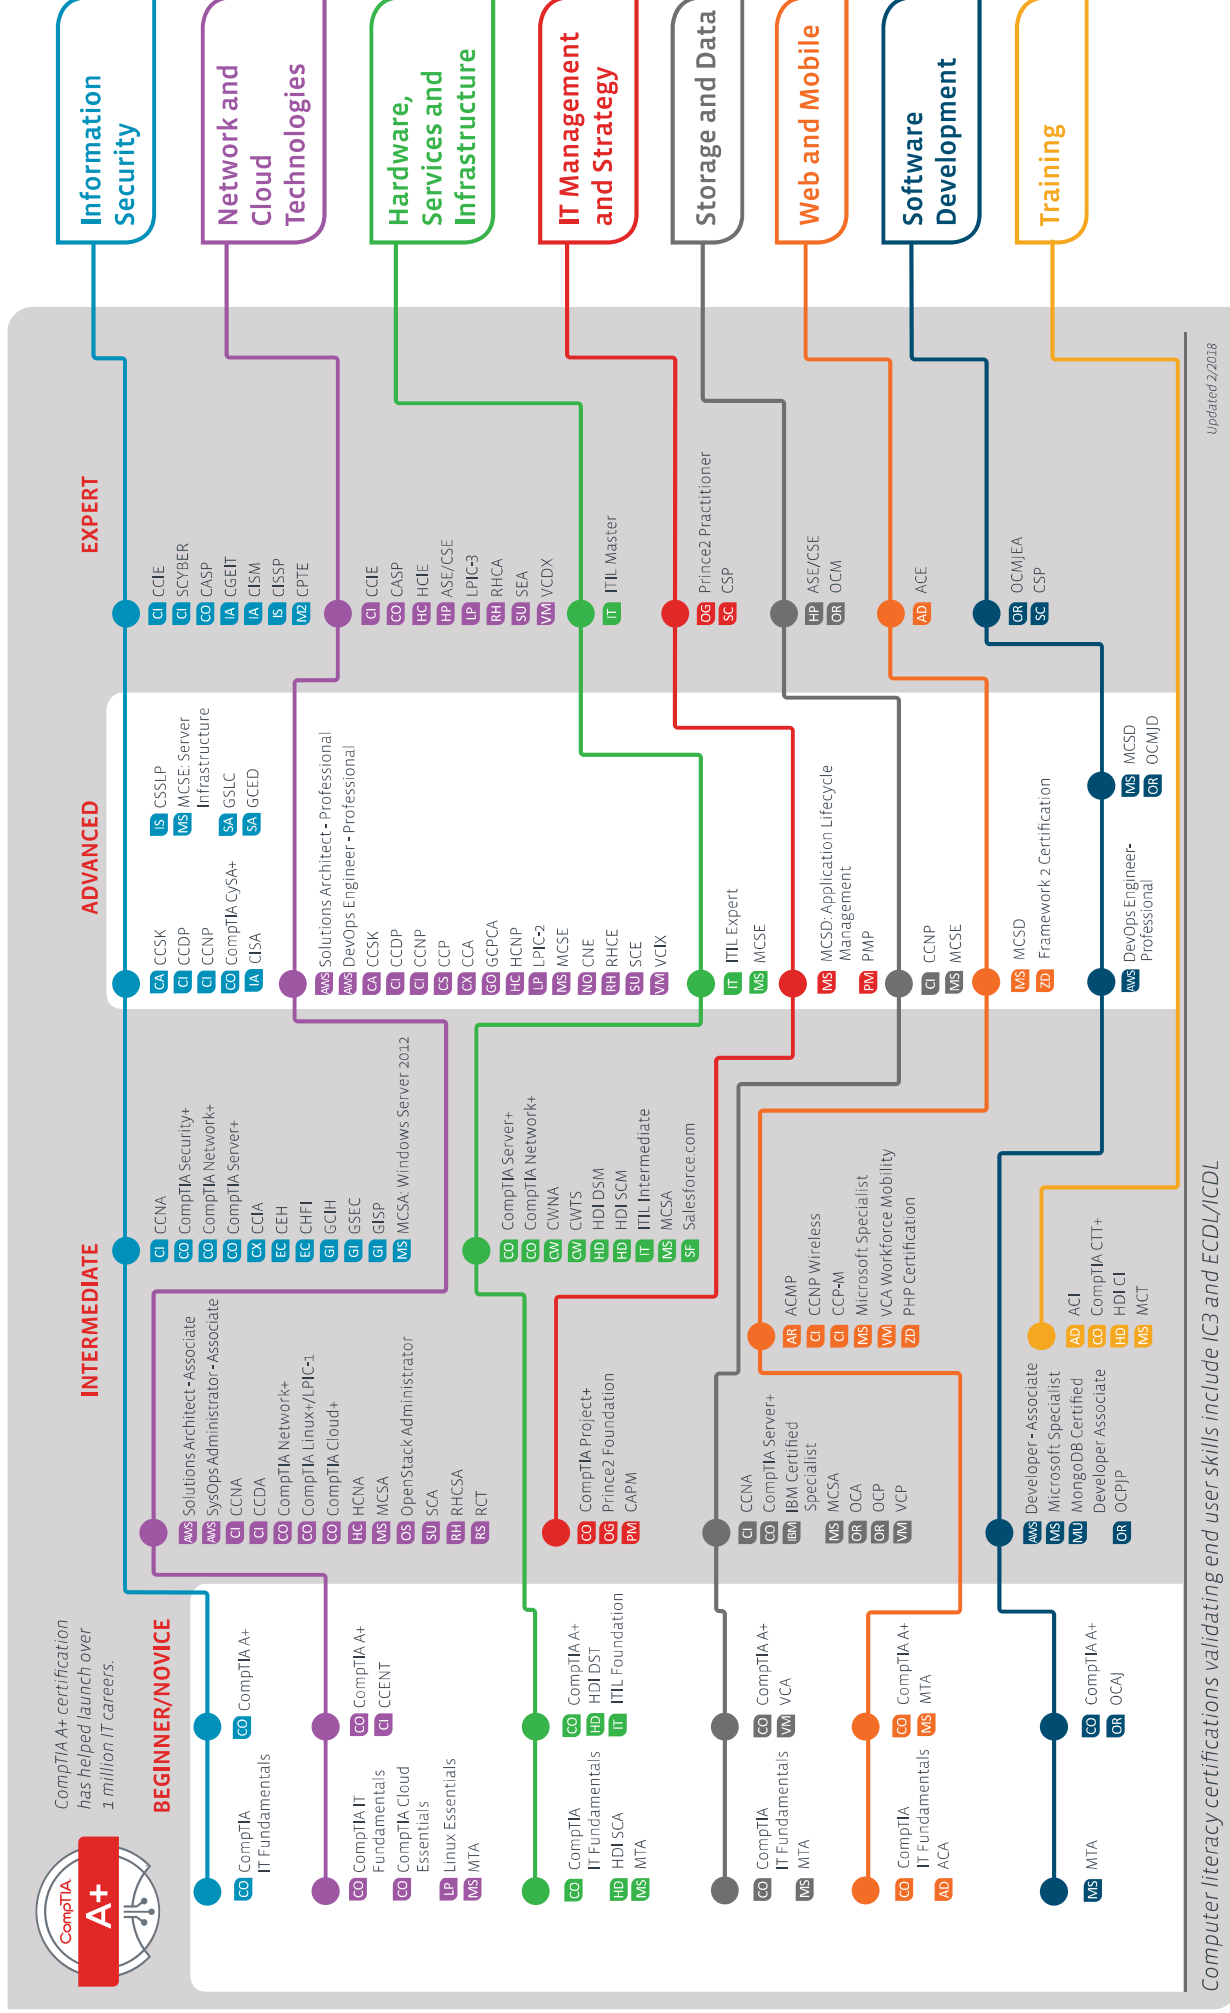 CompTIA
A+
CompTIA A+ certification
has helped launch over
1 million IT careers.
BEGINNER/NOVICE
INTERMEDIATE
ADVANCED
EXPERT
Information
Security
CO CompTIA
IT Fundamentals
CO CompTIA A+
CI CCNA
CO CompTIA Security+
CO CompTIA Network+
CO CompTIA Server+
CX CCIA
EC CEH
EC CHFI
GI GCIH
GI GSEC
GI GISP
MS MCSA: Windows Server 2012
CA CCSK
CI CCDP
CI CCNP
CO CompTIA CySA+
IA CISA
IS CSSLP
MS MCSE: Server
Infrastructure
SA GSLC
SA GCED
CI CCIE
CI SCYBER
CO CASP
IA CGEIT
IA CISM
IS CISSP
M2 CPTE
Network and
Cloud
Technologies
CO CompTIA IT
Fundamentals
CO CompTIA Cloud
Essentials
LP Linux Essentials
MS MTA
CO CompTIA A+
CI CCENT
AWS Solutions Architect - Associate
AWS SysOps Administrator - Associate
CI CCNA
CI CCDA
CO CompTIA Network+
CO CompTIA Linux+/LPIC-1
CO CompTIA Cloud+
HC HCNA
MS MCSA
OS OpenStack Administrator
SU SCA
RH RHCSA
RS RCT
AWS Solutions Architect - Professional
AWS DevOps Engineer - Professional
CA CCSK
CI CCDP
CI CCNP
CS CCP
CX CCA
GO GCPCA
HC HCNP
LP LPIC-2
MS MCSE
NO CNE
RH RHCE
SU SCE
VM VCIX
CI CCIE
CO CASP
HC HCIE
HP ASE/CSE
LP LPIC-3
RH RHCA
SU SEA
VM VCDX
Hardware,
Services and
Infrastructure
CO CompTIA
IT Fundamentals
HD HDI SCA
MS MTA
CO CompTIA A+
HD HDI DST
IT ITIL Foundation
CO CompTIA Server+
CO CompTIA Network+
CW CWNA
CW CWTS
HD HDI DSM
HD HDI SCM
IT ITIL Intermediate
MS MCSA
SF Salesforce.com
IT ITIL Expert
MS MCSE
IT ITIL Master
IT Management
and Strategy
CO CompTIA Project+
OG Prince2 Foundation
PM CAPM
MS MCSD: Application Lifecycle
Management
PM PMP
OG Prince2 Practitioner
SC CSP
Storage and Data
CO CompTIA
IT Fundamentals
MS MTA
CO CompTIA A+
VM VCA
CI CCNA
CO CompTIA Server+
IBM IBM Certified
Specialist
MS MCSA
OR OCA
OR OCP
VM VCP
CI CCNP
MS MCSE
HP ASE/CSE
OR OCM
Web and Mobile
CO CompTIA
IT Fundamentals
AD ACA
CO CompTIA A+
MS MTA
AR ACMP
CI CCNP Wireless
CI CCP-M
MS Microsoft Specialist
VM VCA Workforce Mobility
ZD PHP Certification
MS MCSD
ZD Framework 2 Certification
AD ACE
Software
Development
MS MTA
CO CompTIA A+
OR OCAJ
AWS Developer - Associate
MS Microsoft Specialist
MU MongoDB Certified
Developer Associate
OR OCPJP
AWS DevOps Engineer-
Professional
MS MCSD
OR OCMJD
OR OCMJEA
SC CSP
Training
AD ACI
CO CompTIA CTT+
HD HDI CI
MS MCT
Computer literacy certifications validating end user skills include IC3 and ECDL/ICDL
Updated 2/2018